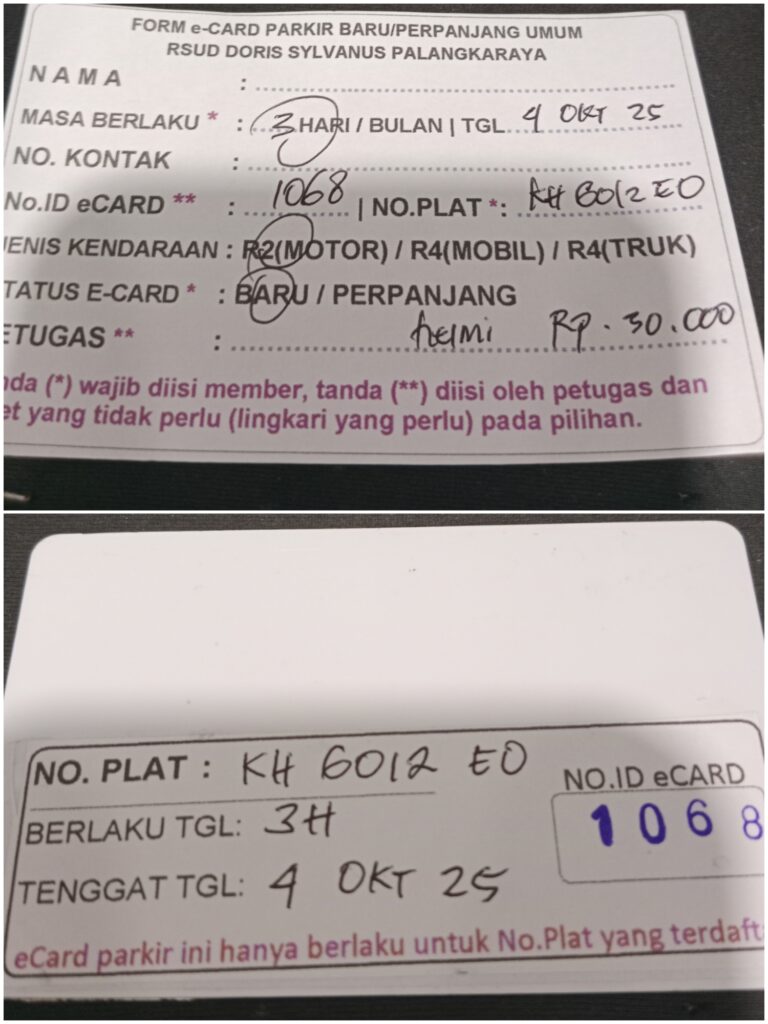 FORM e-CARD PARKIR BARU/PERPANJANG UMUM
RSUD DORIS SYLVANUS PALANGKARAYA
N A M A :
MASA BERLAKU * : 3 HARI / BULAN | TGL 4 OKT 25
NO. KONTAK :
No.ID eCARD ** : 1068 | NO.PLAT *: KH 6012 EO
JENIS KENDARAAN : R2(MOTOR) / R4(MOBIL) / R4(TRUK)
TATUS E-CARD * : BARU / PERPANJANG
ETUGAS ** : helmi Rp. 30.000
nda (*) wajib diisi member, tanda (**) diisi oleh petugas dan
et yang tidak perlu (lingkari yang perlu) pada pilihan.
NO. PLAT : KH 6012 EO
NO.ID eCARD
1068
BERLAKU TGL: 3H
TENGGAT TGL: 4 OKT 25
eCard parkir ini hanya berlaku untuk No.Plat yang terdaft